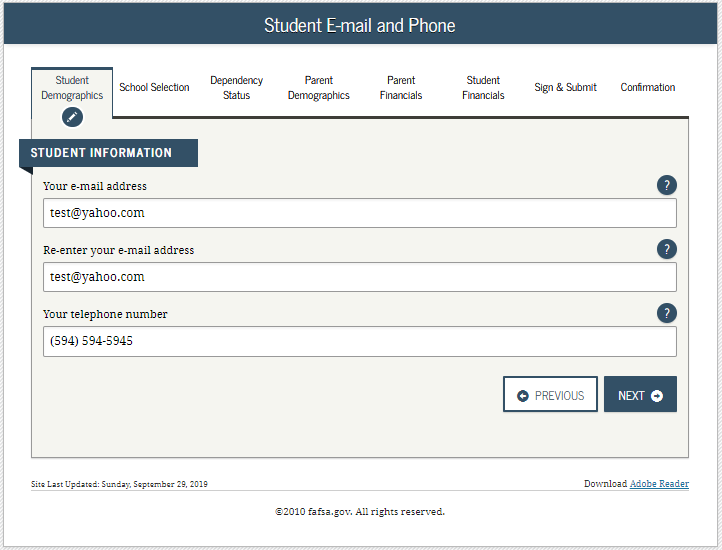 Student E-mail and Phone
Student Demographics
School Selection
Dependency Status
Parent Demographics
Parent Financials
Student Financials
Sign & Submit
Confirmation
STUDENT INFORMATION
Your e-mail address ?
test@yahoo.com
Re-enter your e-mail address ?
test@yahoo.com
Your telephone number ?
(594) 594-5945
PREVIOUS NEXT
Site Last Updated: Sunday, September 29, 2019 Download Adobe Reader
©2010 fafsa.gov. All rights reserved.